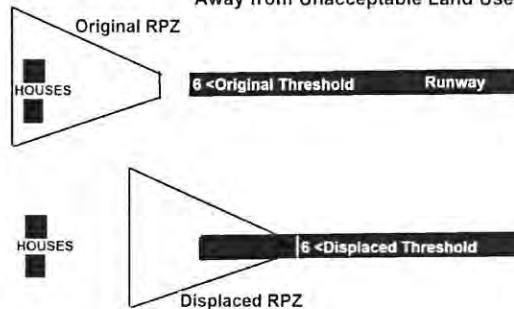 Away from Unacceptable Land Use
Original RPZ
HOUSES
6 <Original Threshold Runway
HOUSES
6 <Displaced Threshold
Displaced RPZ